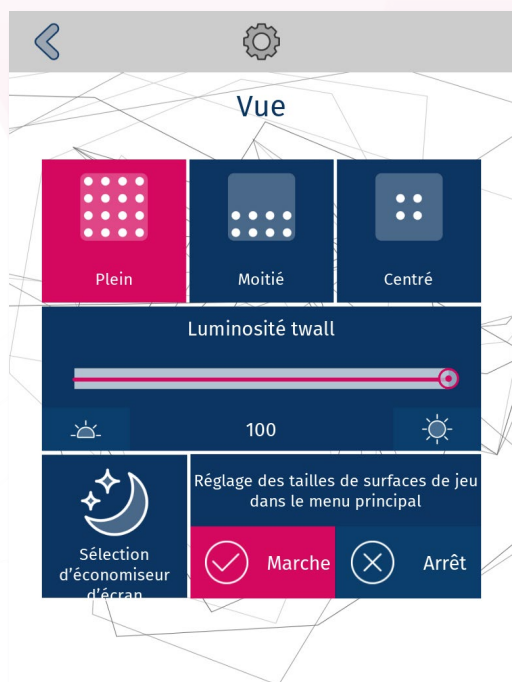 Vue
Plein
Moitié
Centré
Luminosité twall
100
Réglage des tailles de surfaces de jeu
dans le menu principal
Sélection
d'économiseur
d'écran
Marche
Arrêt